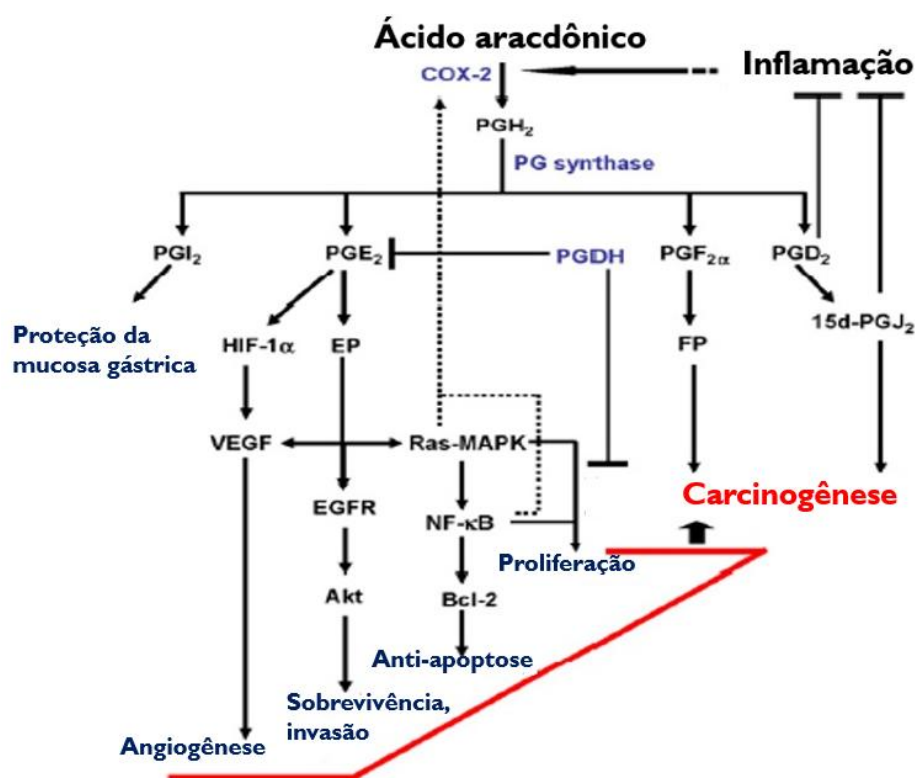 Ácido aracdônico
COX-2
Inflamação
PGH₂
PG synthase
PGI₂
PGE₂
PGDH
PGF₂α
PGD₂
Proteção da
mucosa gástrica
HIF-1α
EP
FP
15d-PGJ₂
VEGF
Ras-MAPK
Carcinogênese
EGFR
NF-κB
Proliferação
Akt
Bcl-2
Anti-apoptose
Sobrevivência,
invasão
Angiogênese